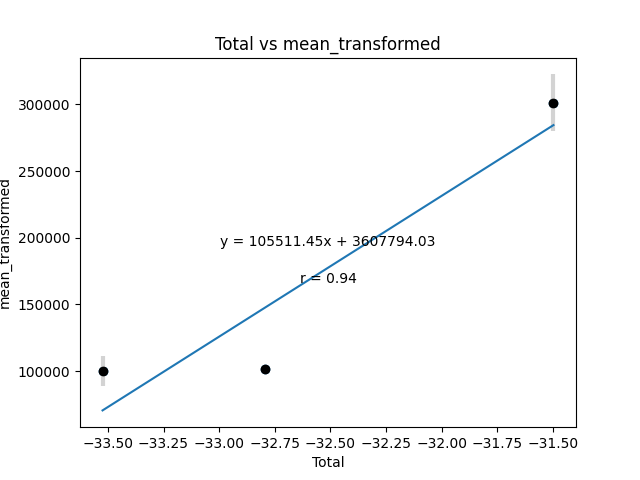 Total vs mean_transformed
mean_transformed
300000
250000
200000
150000
100000
y = 105511.45x + 3607794.03
r = 0.94
−33.50 −33.25 −33.00 −32.75 −32.50 −32.25 −32.00 −31.75 −31.50
Total